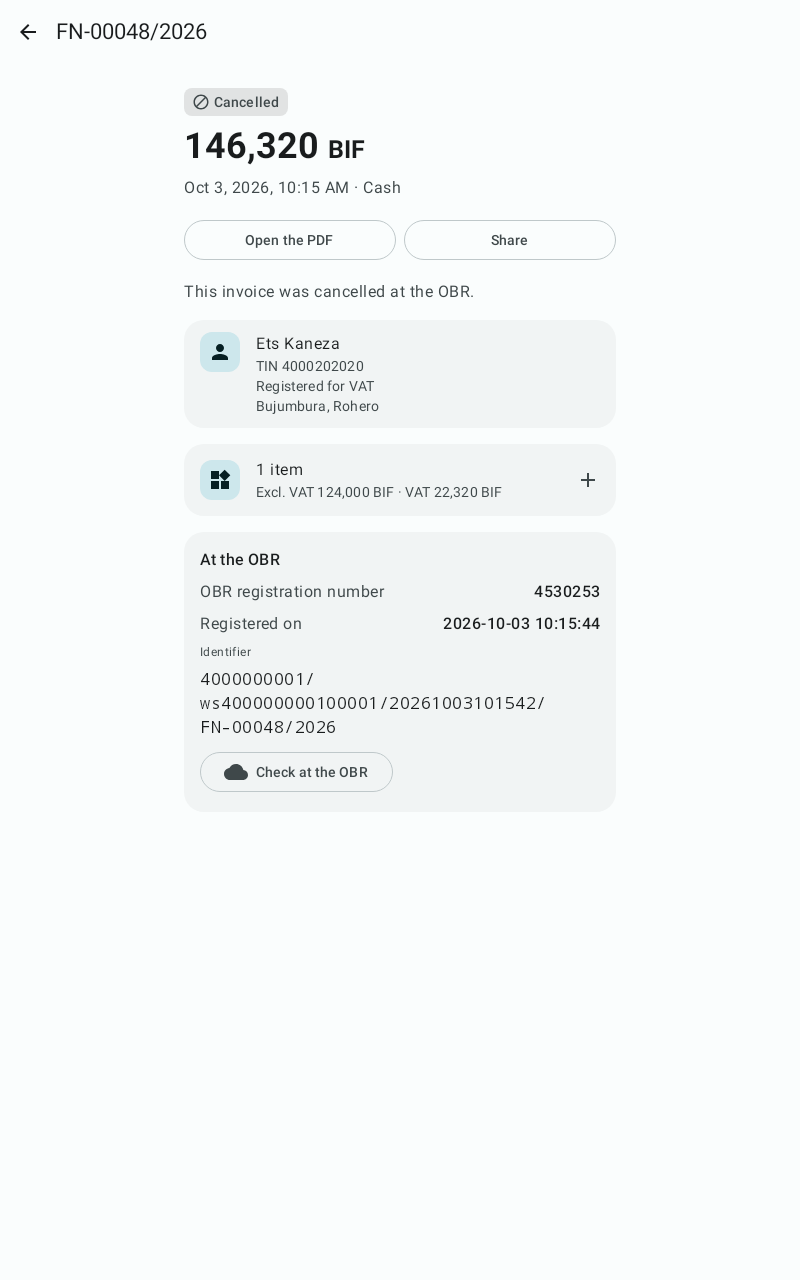 FN-00048/2026
Cancelled
146,320 BIF
Oct 3, 2026, 10:15 AM · Cash
Open the PDF
Share
This invoice was cancelled at the OBR.
Ets Kaneza
TIN 4000202020
Registered for VAT
Bujumbura, Rohero
1 item
Excl. VAT 124,000 BIF · VAT 22,320 BIF
At the OBR
OBR registration number 4530253
Registered on 2026-10-03 10:15:44
Identifier
4000000001/
ws400000000100001/20261003101542/
FN-00048/2026
Check at the OBR